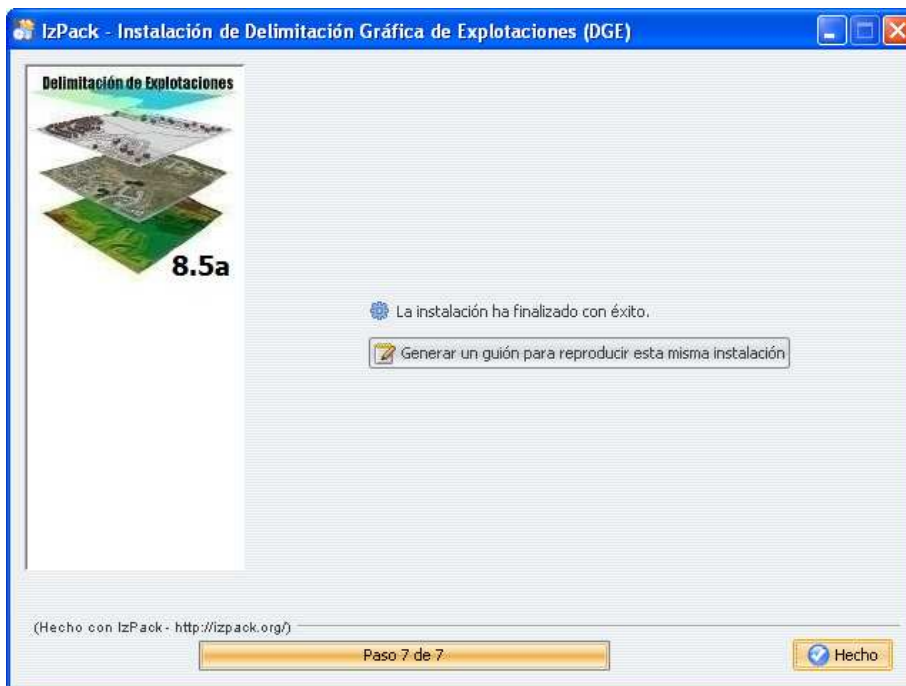 IzPack - Instalación de Delimitación Gráfica de Explotaciones (DGE)
Delimitación de Explotaciones
8.5a
La instalación ha finalizado con éxito.
Generar un guión para reproducir esta misma instalación
(Hecho con IzPack - http://izpack.org/)
Paso 7 de 7
Hecho